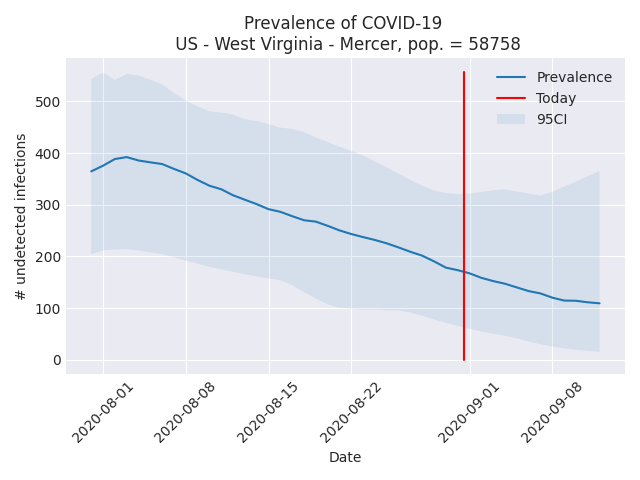 Prevalence of COVID-19
US - West Virginia - Mercer, pop. = 58758
Prevalence
Today
95CI
# undetected infections
500
400
300
200
100
0
2020-08-01
2020-08-08
2020-08-15
2020-08-22
2020-09-01
2020-09-08
Date